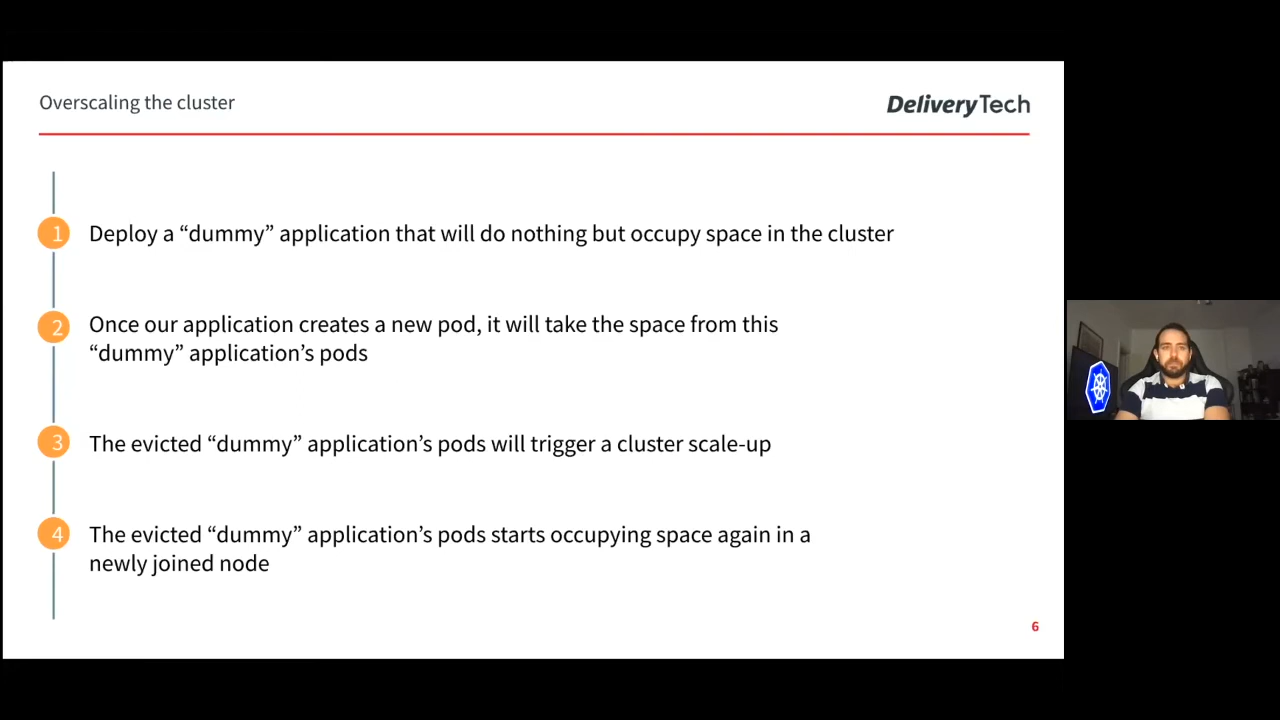 Overscaling the cluster
DeliveryTech
1 Deploy a “dummy” application that will do nothing but occupy space in the cluster
2 Once our application creates a new pod, it will take the space from this
“dummy” application’s pods
3 The evicted “dummy” application’s pods will trigger a cluster scale-up
4 The evicted “dummy” application’s pods starts occupying space again in a
newly joined node
6